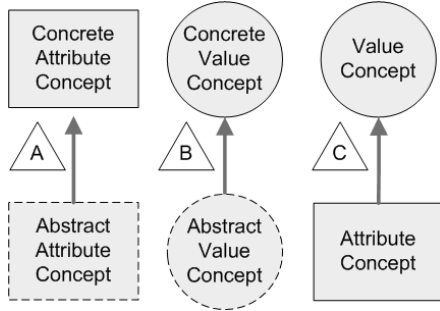 Concrete
Attribute
Concept
Concrete
Value
Concept
Value
Concept
A
B
C
Abstract
Attribute
Concept
Abstract
Value
Concept
Attribute
Concept